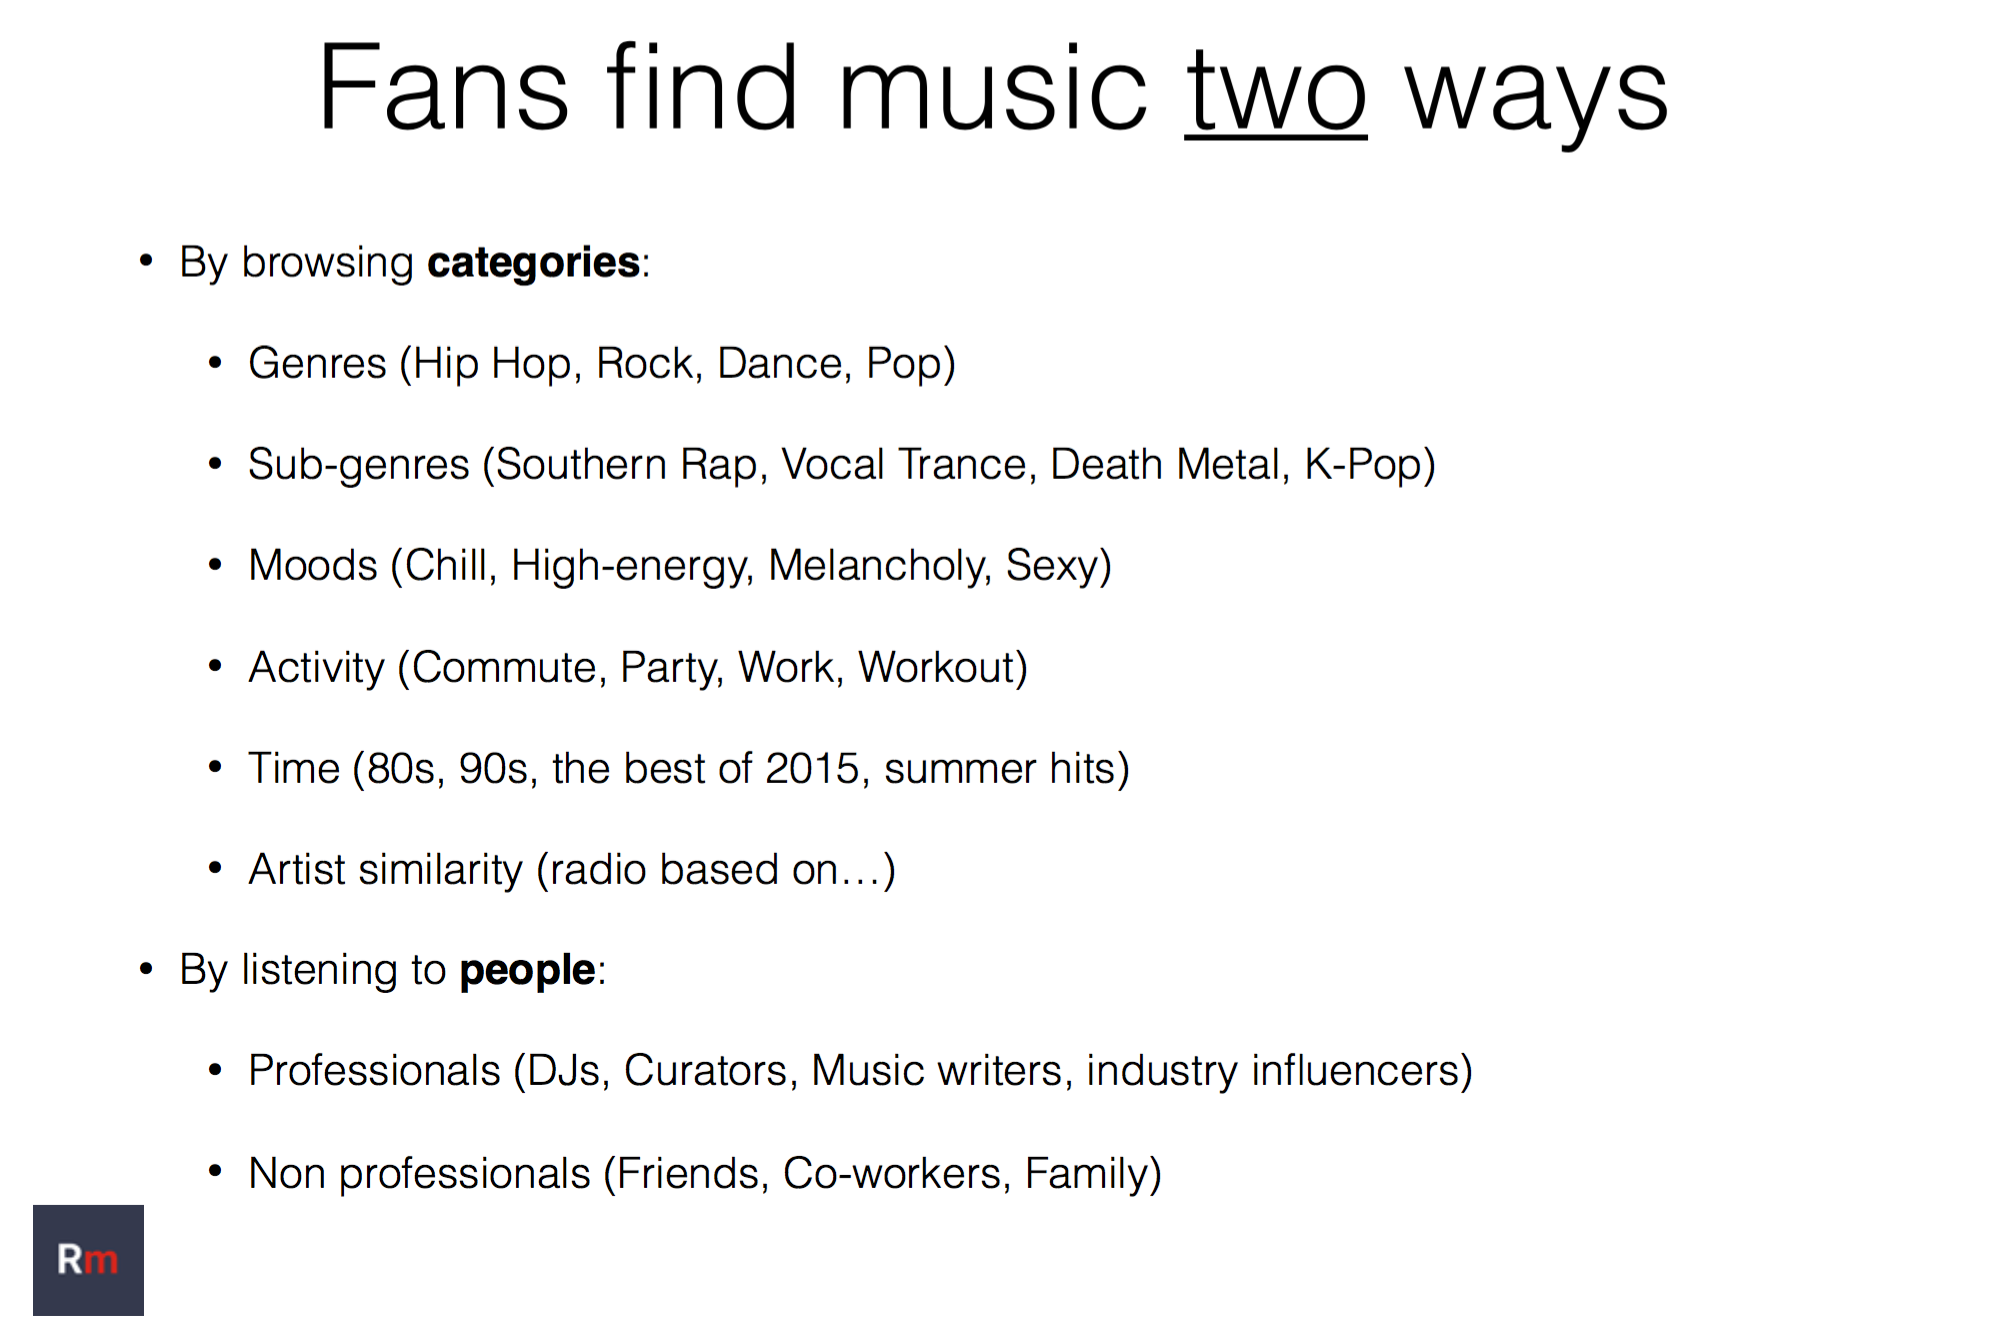 Fans find music two ways
• By browsing categories:
• Genres (Hip Hop, Rock, Dance, Pop)
• Sub-genres (Southern Rap, Vocal Trance, Death Metal, K-Pop)
• Moods (Chill, High-energy, Melancholy, Sexy)
• Activity (Commute, Party, Work, Workout)
• Time (80s, 90s, the best of 2015, summer hits)
• Artist similarity (radio based on…)
• By listening to people:
• Professionals (DJs, Curators, Music writers, industry influencers)
• Non professionals (Friends, Co-workers, Family)
Rm